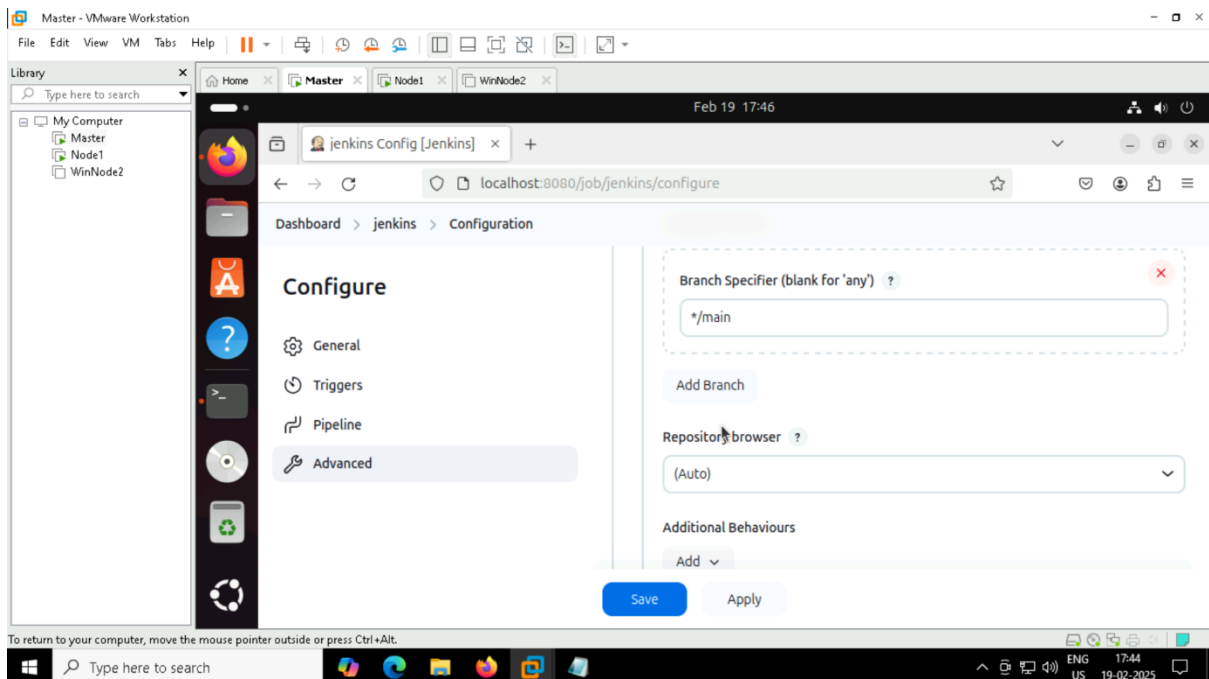 Master - VMware Workstation
File Edit View VM Tabs Help
Library
Type here to search
My Computer
Master
Node1
WinNode2
Home
Master
Node1
WinNode2
Feb 19 17:46
jenkins Config [Jenkins]
localhost:8080/job/jenkins/configure
Dashboard > jenkins > Configuration
Configure
General
Triggers
Pipeline
Advanced
Branch Specifier (blank for 'any') ?
*/main
Add Branch
Repository browser ?
(Auto)
Additional Behaviours
Add
Save
Apply
To return to your computer, move the mouse pointer outside or press Ctrl+Alt.
Type here to search
ENG
US
17:44
19-02-2025